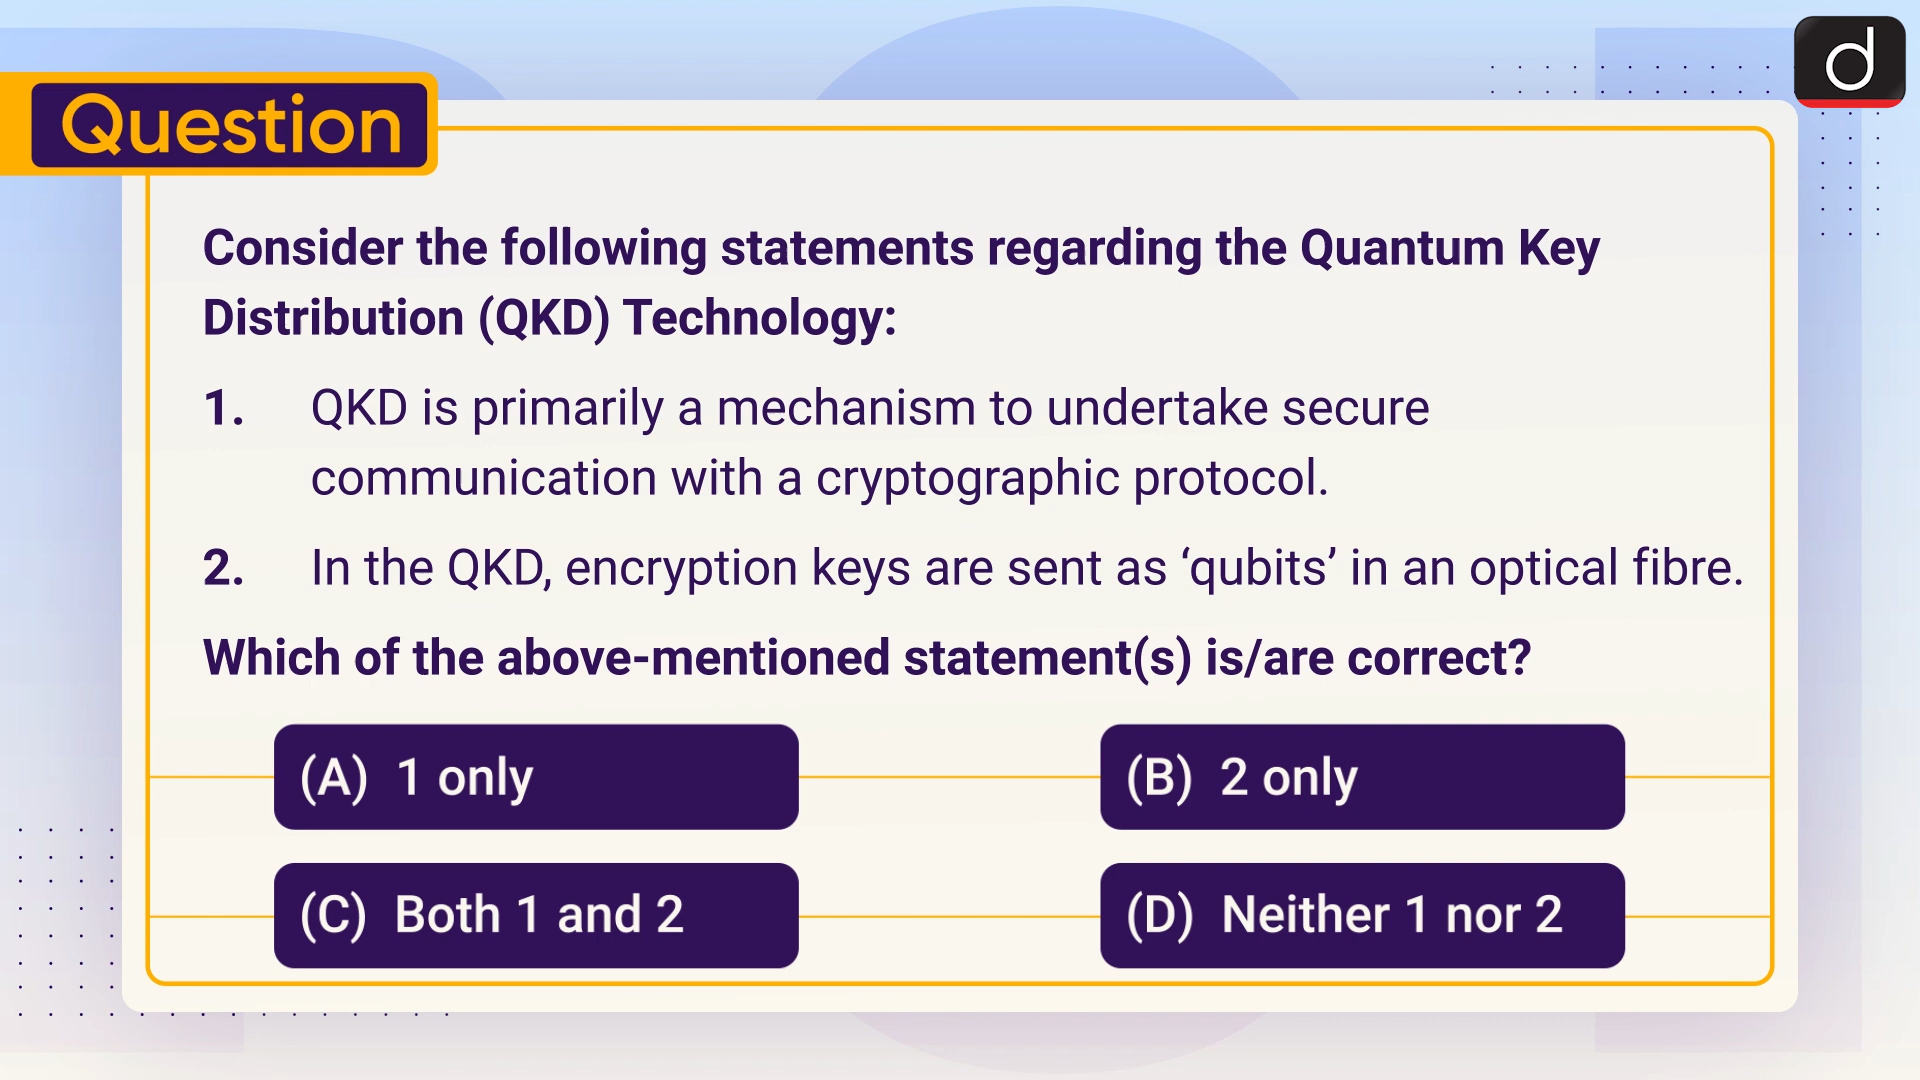 Question
Consider the following statements regarding the Quantum Key
Distribution (QKD) Technology:
1. QKD is primarily a mechanism to undertake secure
communication with a cryptographic protocol.
2. In the QKD, encryption keys are sent as ‘qubits’ in an optical fibre.
Which of the above-mentioned statement(s) is/are correct?
(A) 1 only
(B) 2 only
(C) Both 1 and 2
(D) Neither 1 nor 2
d